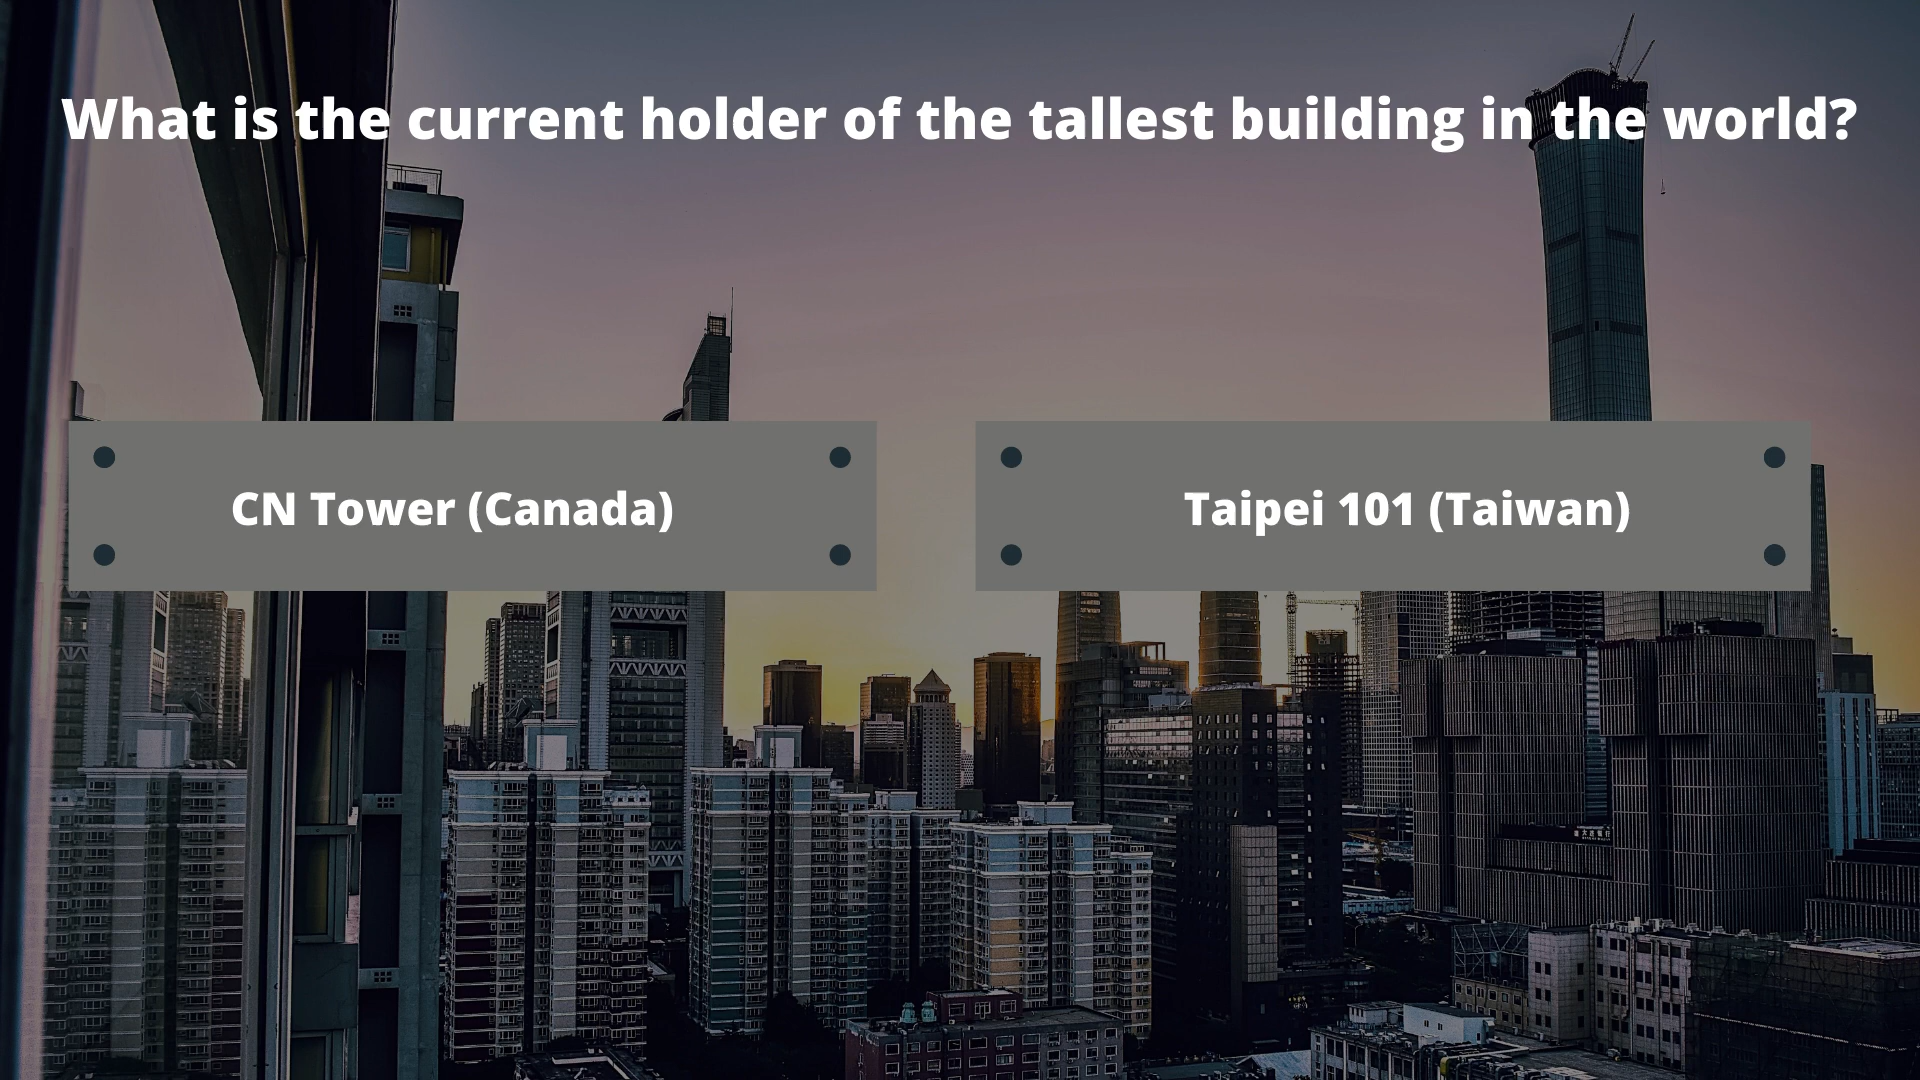 What is the current holder of the tallest building in the world?
CN Tower (Canada)
Taipei 101 (Taiwan)